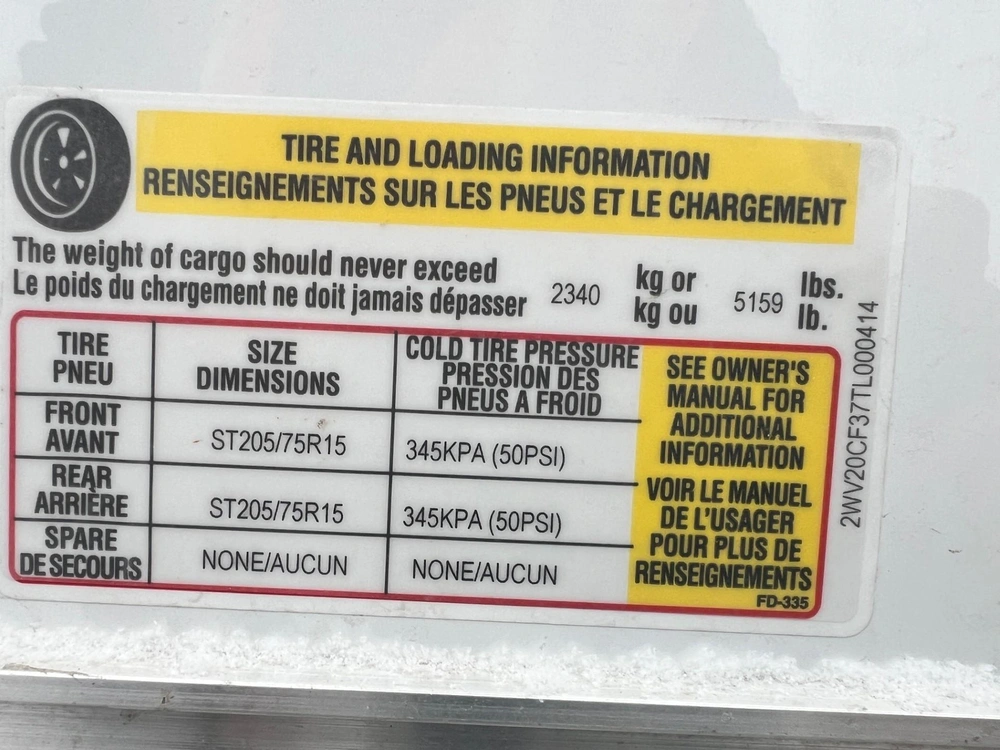 TIRE AND LOADING INFORMATION
RENSEIGNEMENTS SUR LES PNEUS ET LE CHARGEMENT
The weight of cargo should never exceed
Le poids du chargement ne doit jamais dépasser
2340
kg or
kg ou
5159
lbs.
lb.
TIRE
PNEU
SIZE
DIMENSIONS
COLD TIRE PRESSURE
PRESSION DES
PNEUS A FROID
FRONT
AVANT
ST205/75R15
345KPA (50PSI)
REAR
ARRIÈRE
ST205/75R15
345KPA (50PSI)
SPARE
DE SECOURS
NONE/AUCUN
NONE/AUCUN
SEE OWNER'S
MANUAL FOR
ADDITIONAL
INFORMATION
VOIR LE MANUEL
DE L'USAGER
POUR PLUS DE
RENSEIGNEMENTS
FD-335
2WV20CF37TL000414